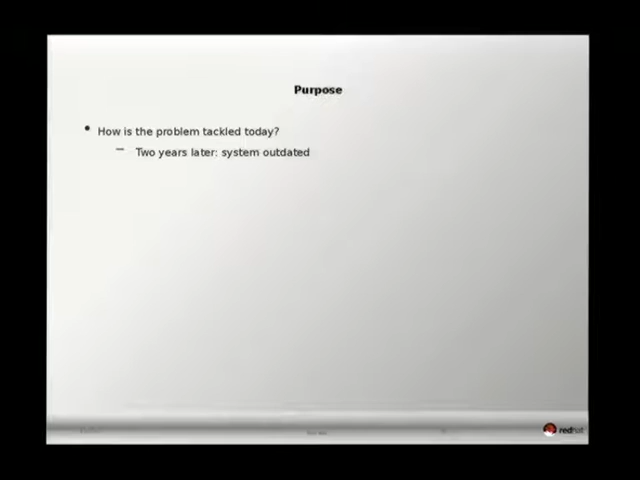 Purpose
• How is the problem tackled today?
– Two years later: system outdated
redhat